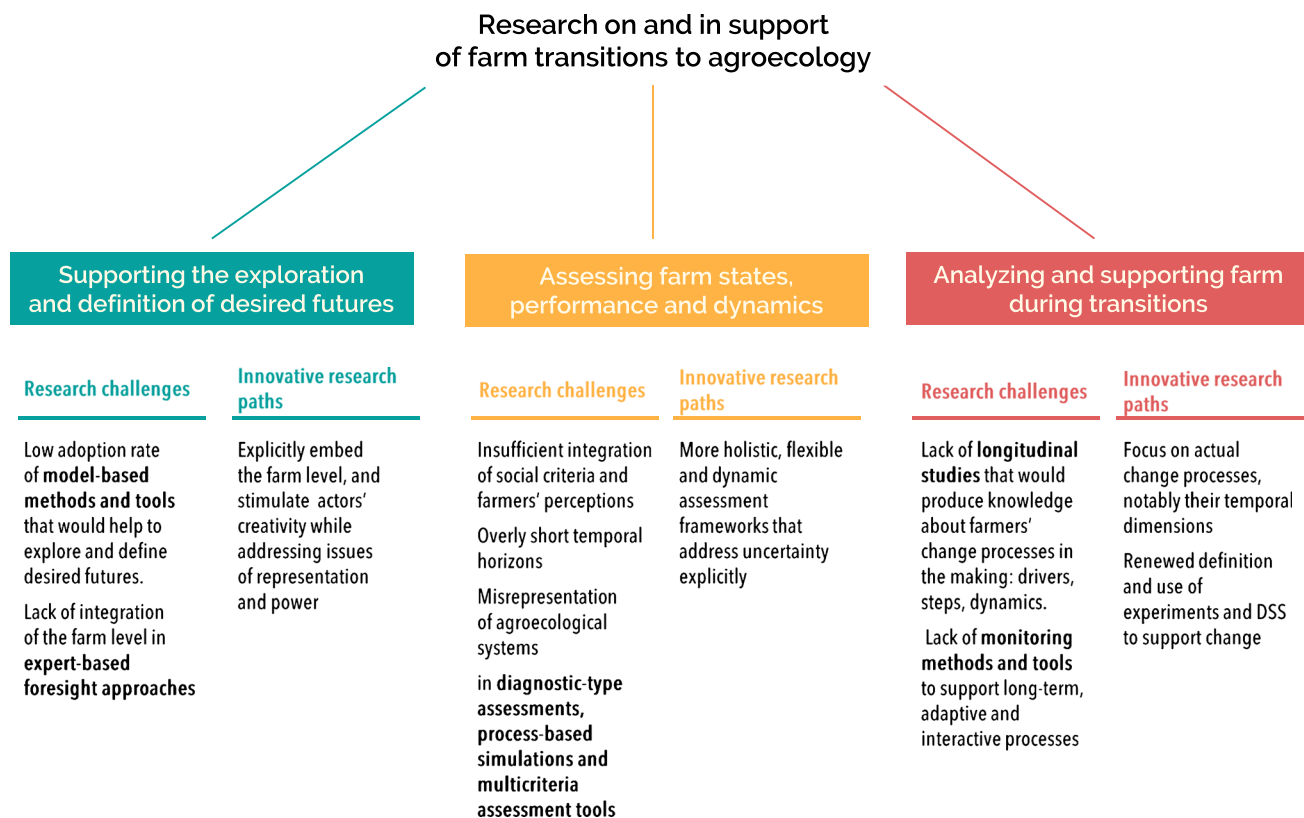 Research on and in support
of farm transitions to agroecology
Supporting the exploration
and definition of desired futures
Research challenges
Low adoption rate
of model-based
methods and tools
that would help to
explore and define
desired futures.
Lack of integration
of the farm level in
expert-based
foresight approaches
Innovative research
paths
Explicitly embed
the farm level, and
stimulate actors’
creativity while
addressing issues
of representation
and power
Assessing farm states,
performance and dynamics
Research challenges
Insufficient integration
of social criteria and
farmers’ perceptions
Overly short temporal
horizons
Misrepresentation
of agroecological
systems
in diagnostic-type
assessments,
process-based
simulations and
multicriteria
assessment tools
Innovative research
paths
More holistic, flexible
and dynamic
assessment
frameworks that
address uncertainty
explicitly
Analyzing and supporting farm
during transitions
Research challenges
Lack of longitudinal
studies that would
produce knowledge
about farmers’
change processes in
the making: drivers,
steps, dynamics.
Lack of monitoring
methods and tools
to support long-term,
adaptive and
interactive processes
Innovative research
paths
Focus on actual
change processes,
notably their temporal
dimensions
Renewed definition
and use of
experiments and DSS
to support change